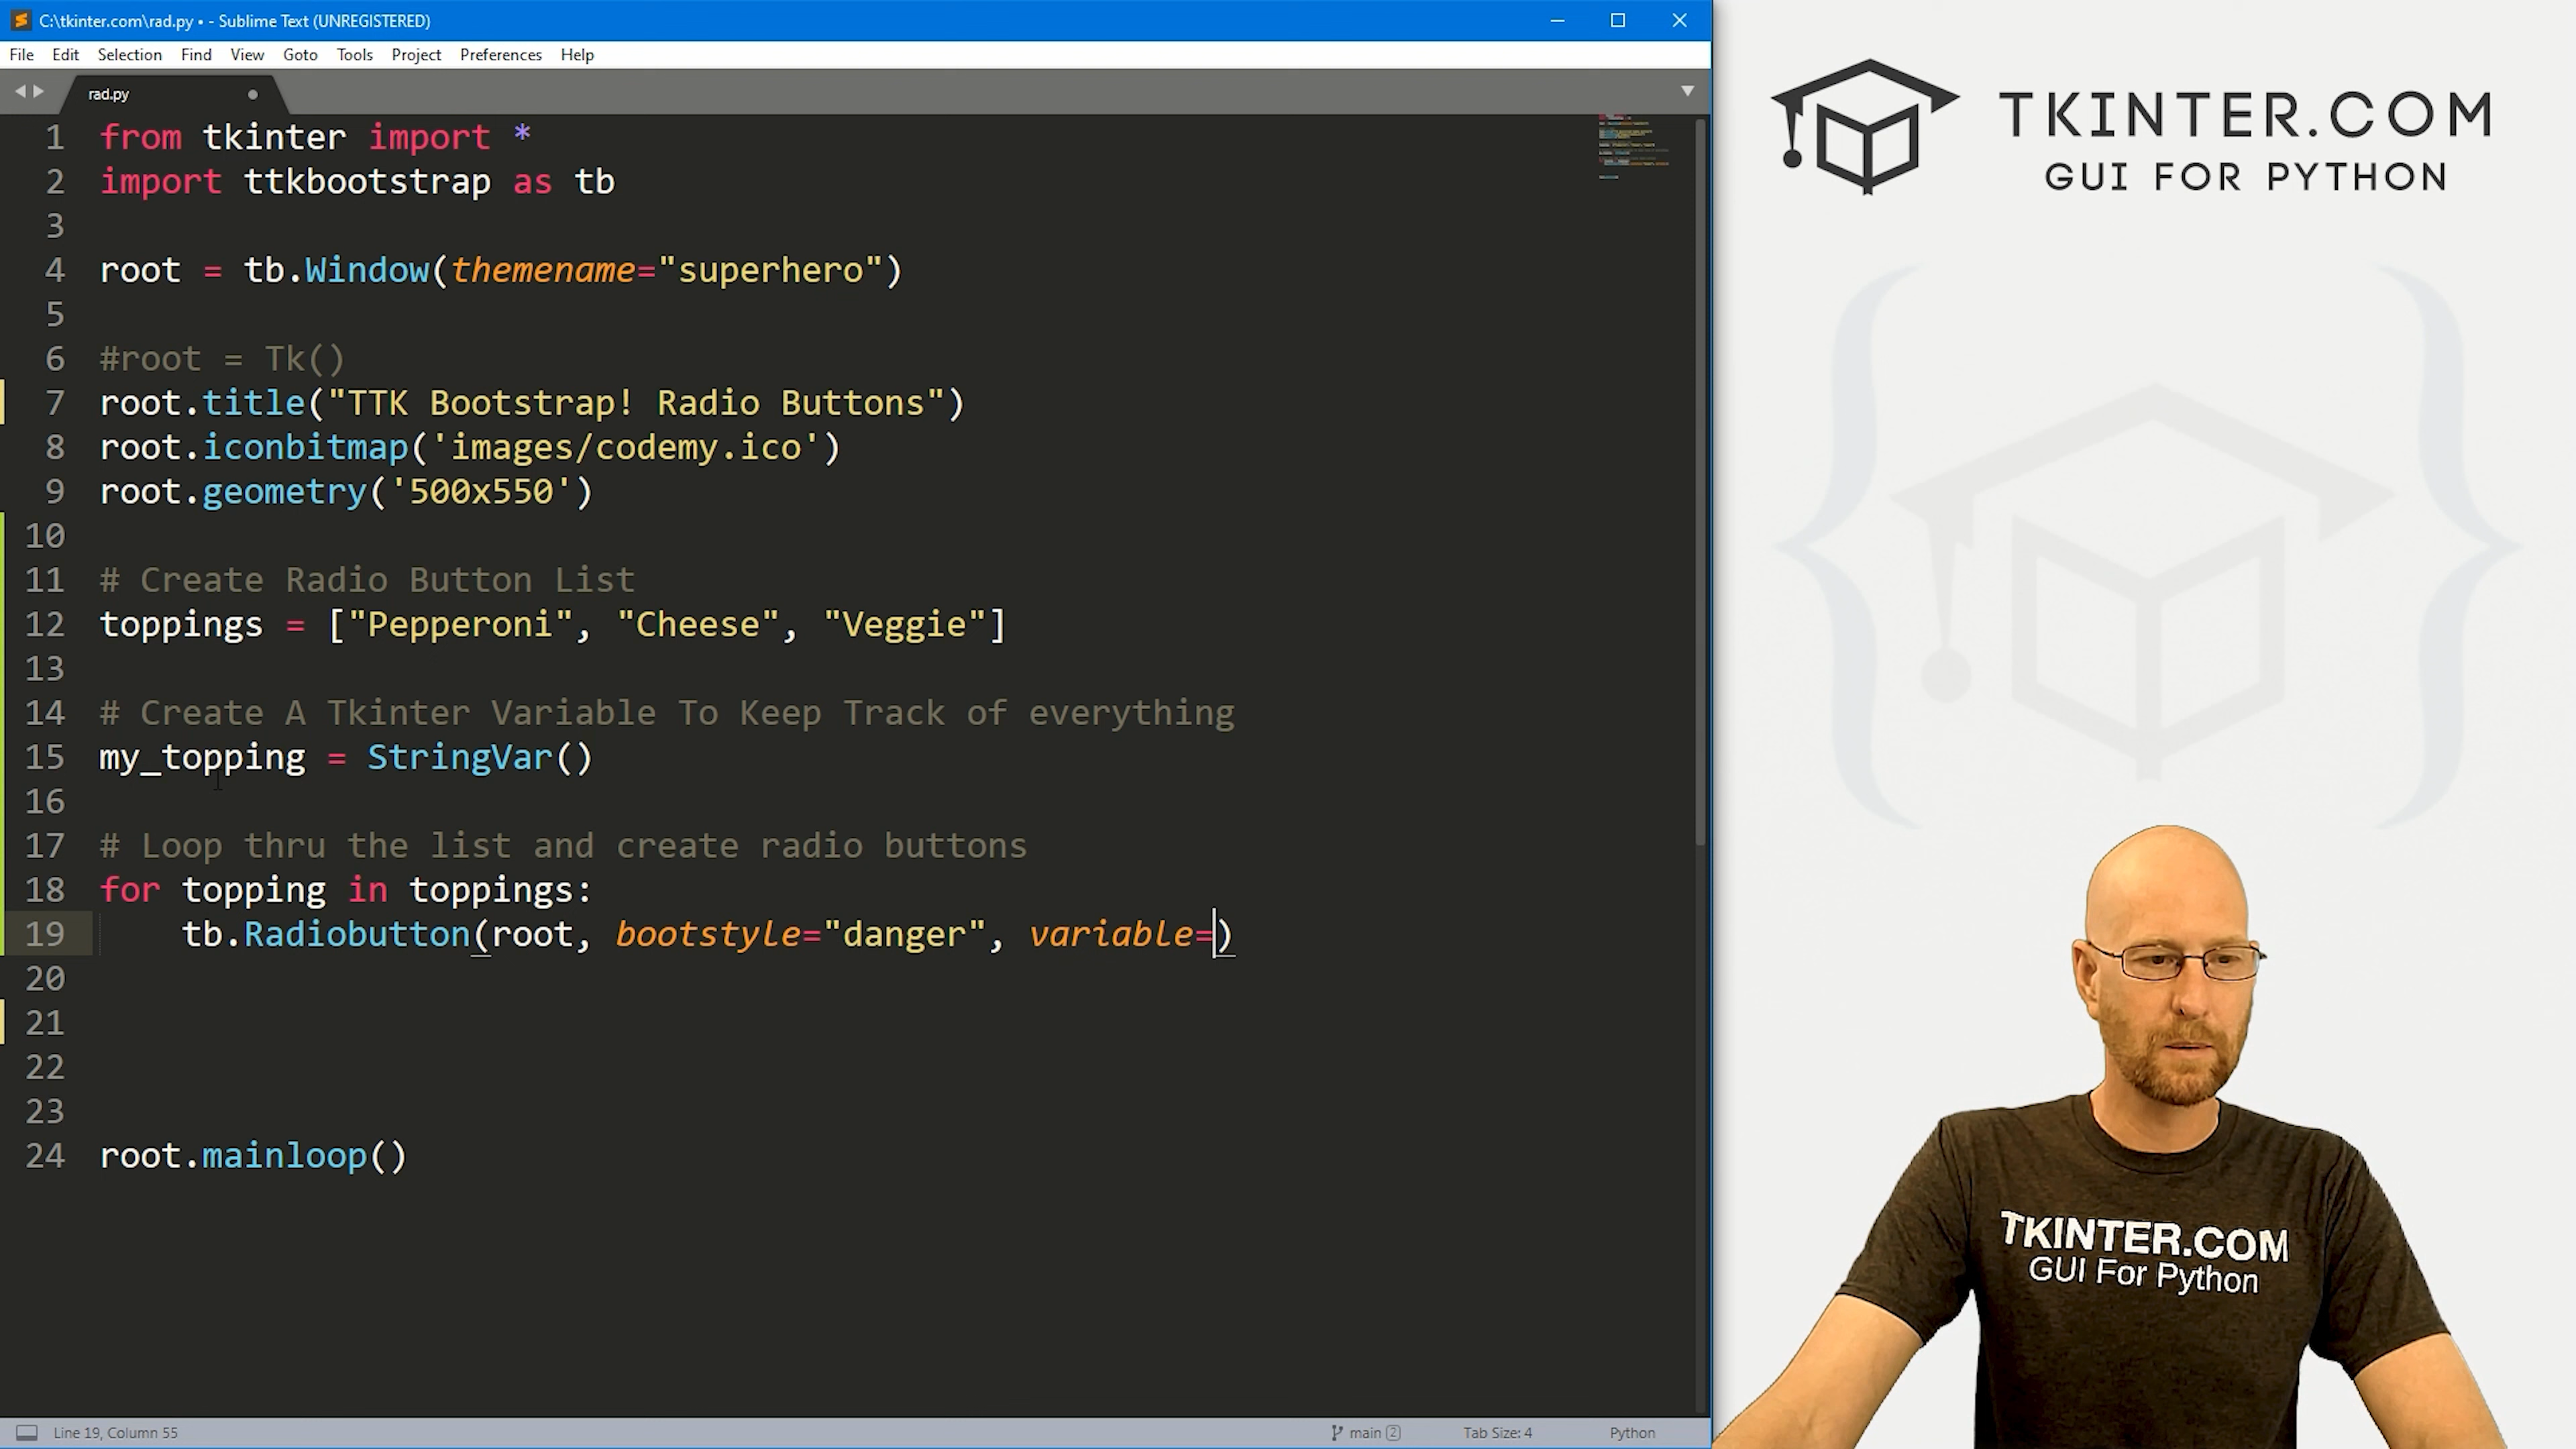 C:\tkinter.com\rad.py • - Sublime Text (UNREGISTERED)
File Edit Selection Find View Goto Tools Project Preferences Help
rad.py
1 from tkinter import *
2 import ttkbootstrap as tb
3
4 root = tb.Window(themename="superhero")
5
6 #root = Tk()
7 root.title("TTK Bootstrap! Radio Buttons")
8 root.iconbitmap('images/codemy.ico')
9 root.geometry('500x550')
10
11 # Create Radio Button List
12 toppings = ["Pepperoni", "Cheese", "Veggie"]
13
14 # Create A Tkinter Variable To Keep Track of everything
15 my_topping = StringVar()
16
17 # Loop thru the list and create radio buttons
18 for topping in toppings:
19 tb.Radiobutton(root, bootstyle="danger", variable=)
20
21
22
23
24 root.mainloop()
Line 19, Column 55
main 2
Tab Size: 4
Python
TKINTER.COM
GUI FOR PYTHON
TKINTER.COM
GUI For Python